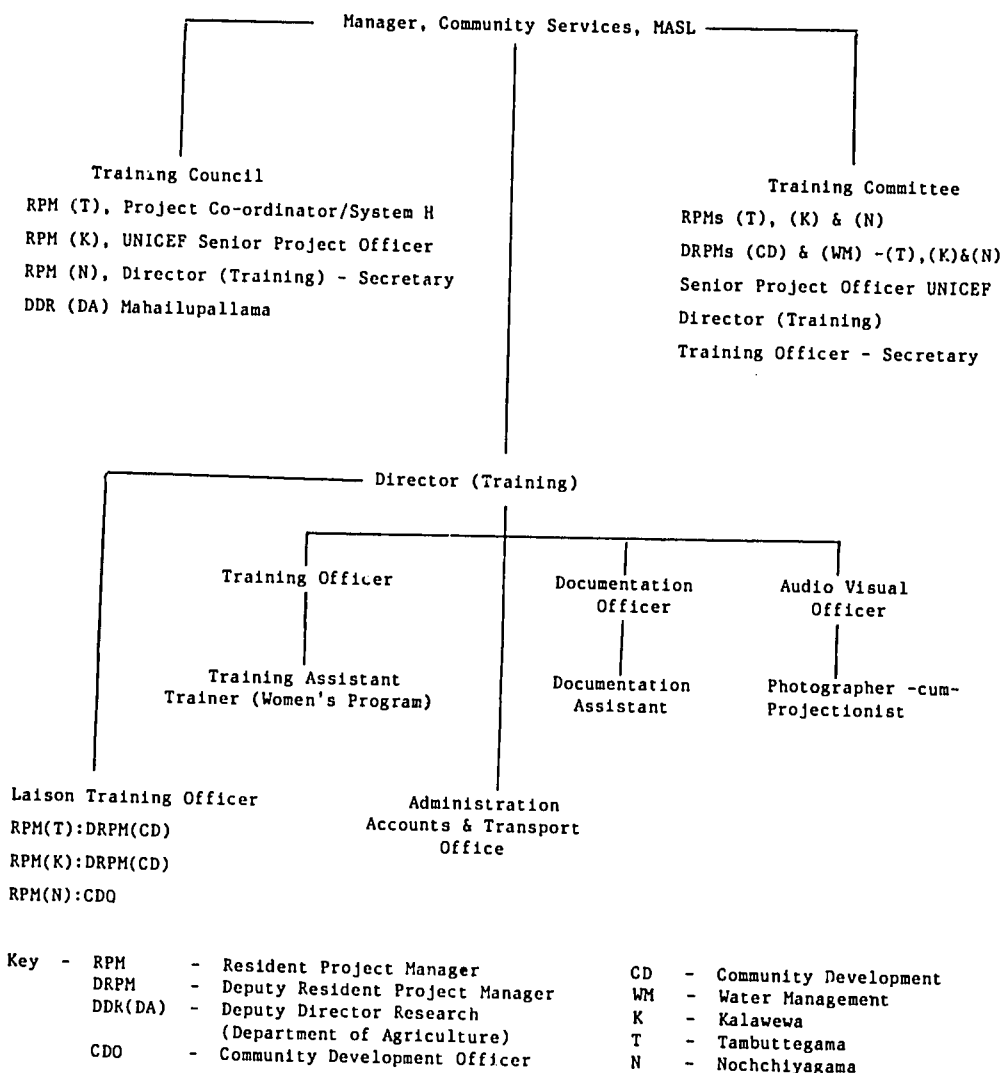 Manager, Community Services, MASL
Training Council
RPM (T), Project Co-ordinator/System H
RPM (K), UNICEF Senior Project Officer
RPM (N), Director (Training) - Secretary
DDR (DA) Mahailupallama
Training Committee
RPMs (T), (K) & (N)
DRPMs (CD) & (WM) -(T),(K)&(N)
Senior Project Officer UNICEF
Director (Training)
Training Officer - Secretary
Director (Training)
Training Officer
Documentation
Officer
Audio Visual
Officer
Training Assistant
Trainer (Women's Program)
Documentation
Assistant
Photographer -cum-
Projectionist
Laison Training Officer
RPM(T):DRPM(CD)
RPM(K):DRPM(CD)
RPM(N):CDO
Administration
Accounts & Transport
Office
Key - RPM - Resident Project Manager
DRPM - Deputy Resident Project Manager
DDR(DA) - Deputy Director Research
(Department of Agriculture)
CDO - Community Development Officer
CD - Community Development
WM - Water Management
K - Kalawewa
T - Tambuttegama
N - Nochchiyagama